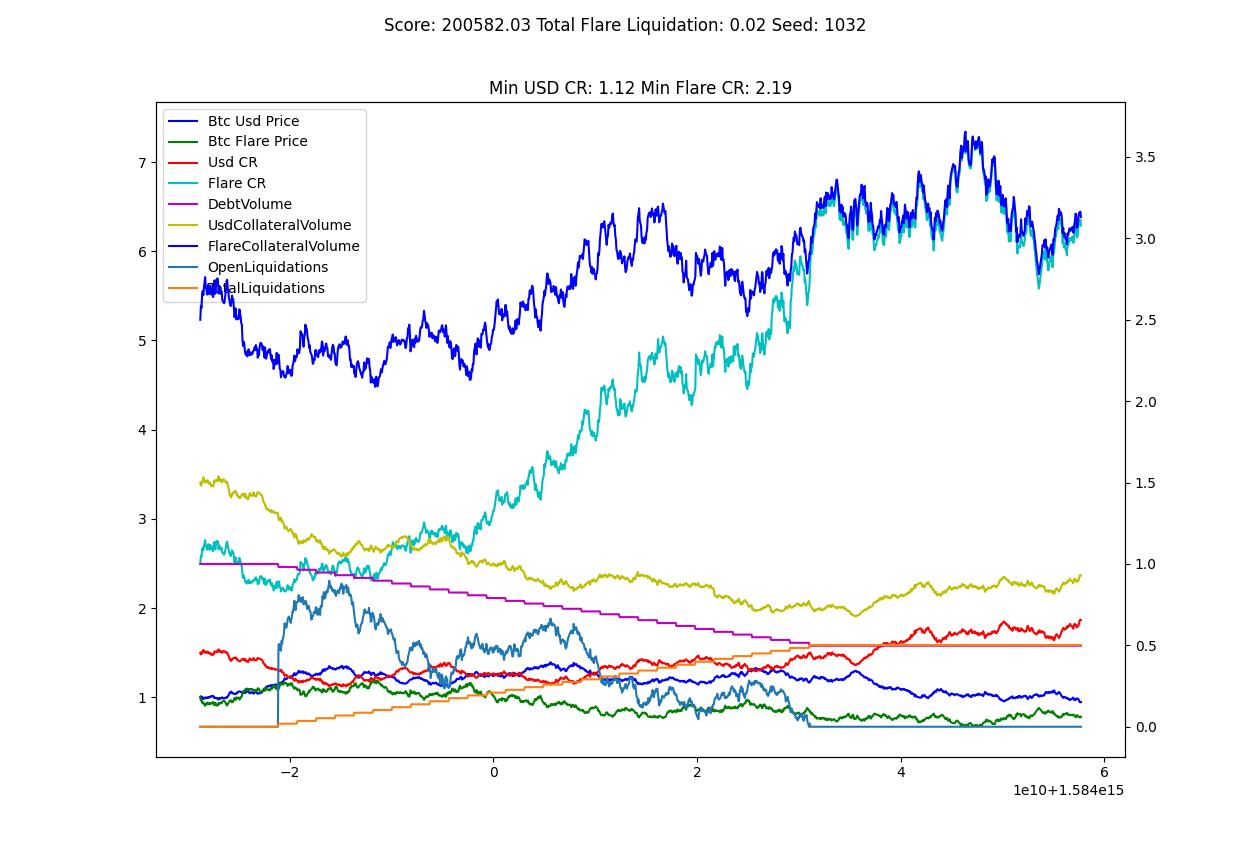 Score: 200582.03 Total Flare Liquidation: 0.02 Seed: 1032
Min USD CR: 1.12 Min Flare CR: 2.19
Btc Usd Price
Btc Flare Price
Usd CR
Flare CR
DebtVolume
UsdCollateralVolume
FlareCollateralVolume
OpenLiquidations
TotalLiquidations
7
6
5
4
3
2
1
3.5
3.0
2.5
2.0
1.5
1.0
0.5
0.0
−2 0 2 4 6
1e10+1.584e15